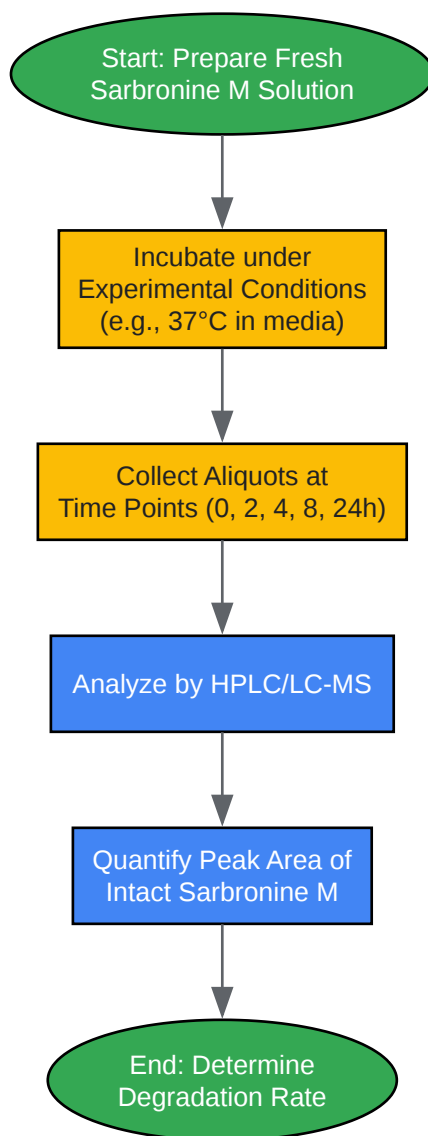 Start: Prepare Fresh
Sarbronine M Solution
Incubate under
Experimental Conditions
(e.g., 37°C in media)
Collect Aliquots at
Time Points (0, 2, 4, 8, 24h)
Analyze by HPLC/LC-MS
Quantify Peak Area of
Intact Sarbronine M
End: Determine
Degradation Rate